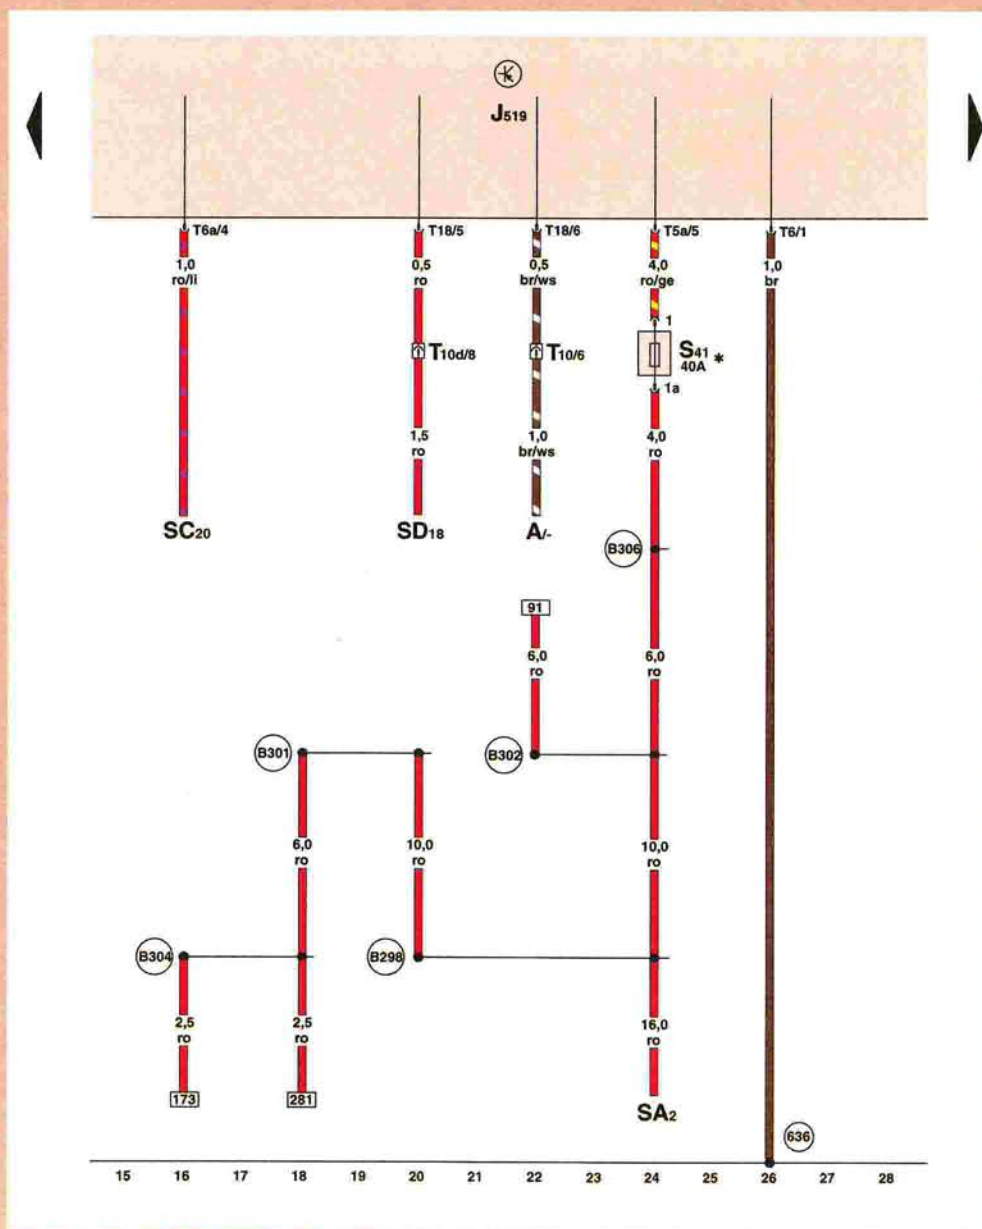 J519
T6a/4 T18/5 T18/6 T5a/5 T6/1
1,0 0,5 0,5 4,0 1,0
ro/li ro br/ws ro/ge br
1
T10d/8 T10/6 S41 *
40A
1a
1,5 1,0 4,0
ro br/ws ro
SC20 SD18 A/-
B306
91
6,0 6,0
ro ro
B301 B302
6,0 10,0 10,0
ro ro ro
B304 B298
2,5 2,5 16,0
ro ro ro
173 281
SA2
636
15 16 17 18 19 20 21 22 23 24 25 26 27 28